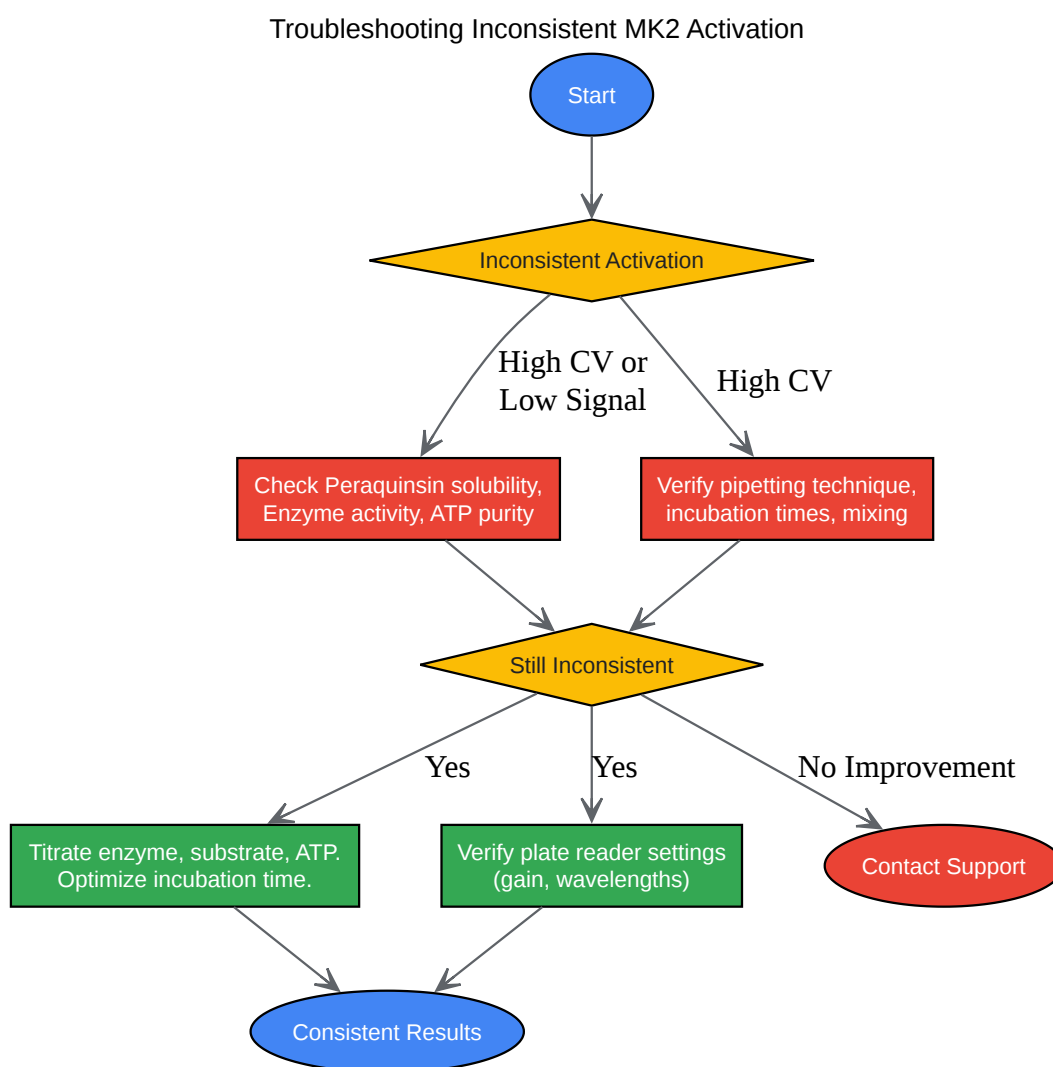 Troubleshooting Inconsistent MK2 Activation
Start
Inconsistent Activation
High CV or
Low Signal
High CV
Check Peraquinsin solubility,
Enzyme activity, ATP purity
Verify pipetting technique,
incubation times, mixing
Still Inconsistent
Yes
Yes
No Improvement
Titrate enzyme, substrate, ATP.
Optimize incubation time.
Verify plate reader settings
(gain, wavelengths)
Contact Support
Consistent Results